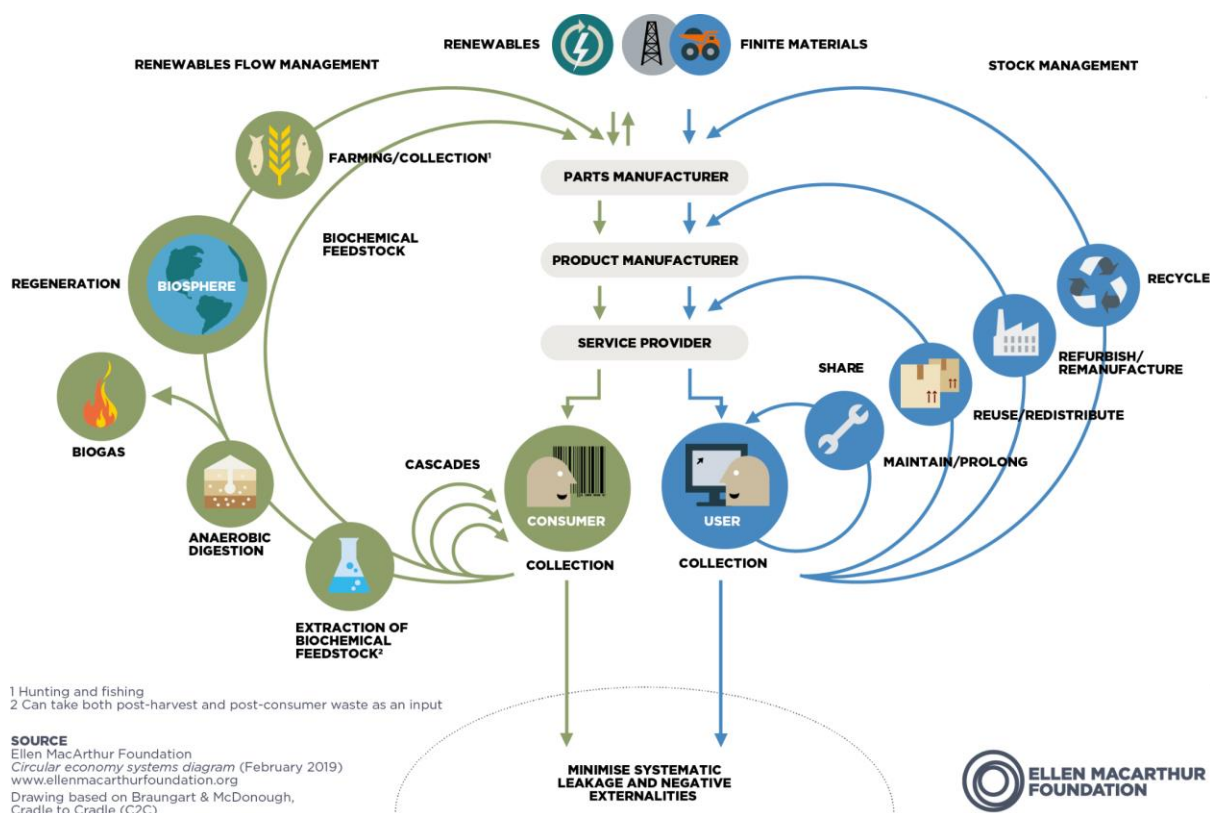 RENEWABLES
FINITE MATERIALS
RENEWABLES FLOW MANAGEMENT
STOCK MANAGEMENT
FARMING/COLLECTION¹
PARTS MANUFACTURER
BIOCHEMICAL
FEEDSTOCK
PRODUCT MANUFACTURER
REGENERATION
BIOSPHERE
RECYCLE
SERVICE PROVIDER
SHARE
REFURBISH/
REMANUFACTURE
REUSE/REDISTRIBUTE
BIOGAS
CASCADES
MAINTAIN/PROLONG
CONSUMER
USER
ANAEROBIC
DIGESTION
COLLECTION
COLLECTION
EXTRACTION OF
BIOCHEMICAL
FEEDSTOCK²
1 Hunting and fishing
2 Can take both post-harvest and post-consumer waste as an input
SOURCE
Ellen MacArthur Foundation
Circular economy systems diagram (February 2019)
www.ellenmacarthurfoundation.org
Drawing based on Braungart & McDonough,
Cradle to Cradle (C2C)
MINIMISE SYSTEMATIC
LEAKAGE AND NEGATIVE
EXTERNALITIES
ELLEN MACARTHUR
FOUNDATION